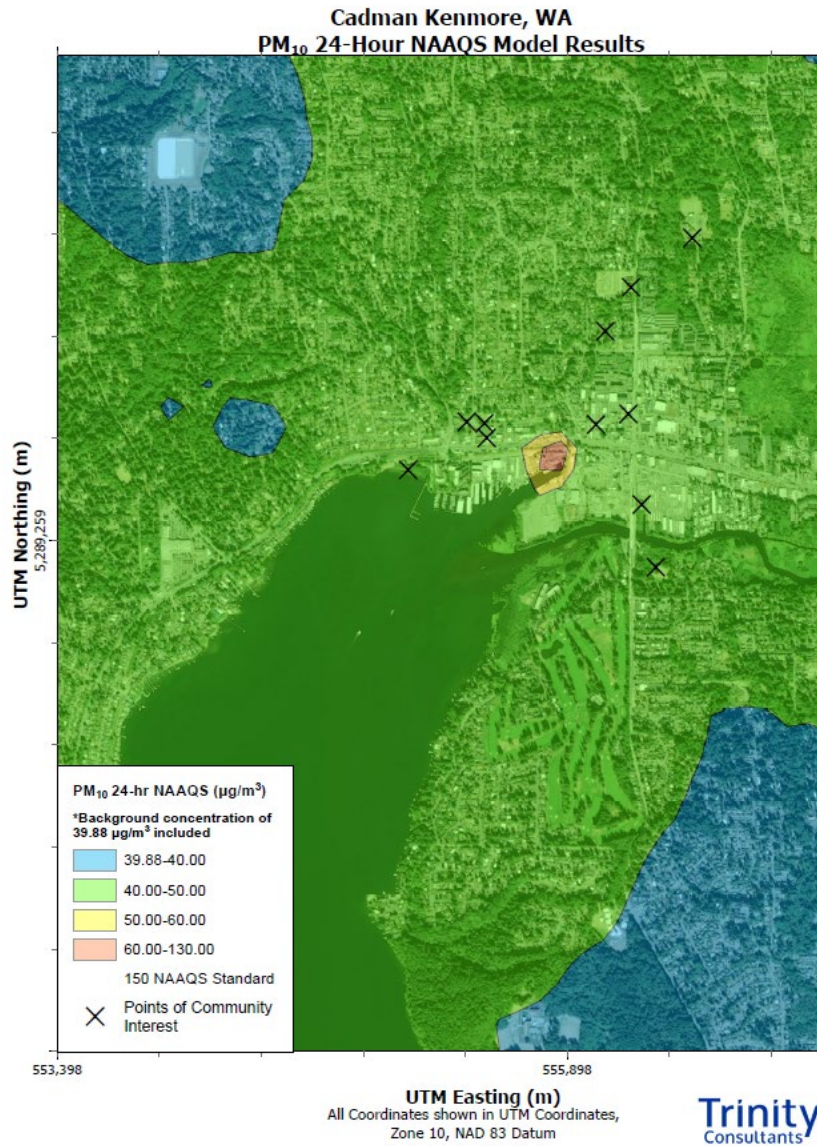 Cadman Kenmore, WA
PM₁₀ 24-Hour NAAQS Model Results
UTM Northing (m)
5,289,259
PM₁₀ 24-hr NAAQS (µg/m³)
*Background concentration of
39.88 µg/m³ included
39.88-40.00
40.00-50.00
50.00-60.00
60.00-130.00
150 NAAQS Standard
Points of Community
Interest
553,398
555,898
UTM Easting (m)
All Coordinates shown in UTM Coordinates,
Zone 10, NAD 83 Datum
Trinity
Consultants